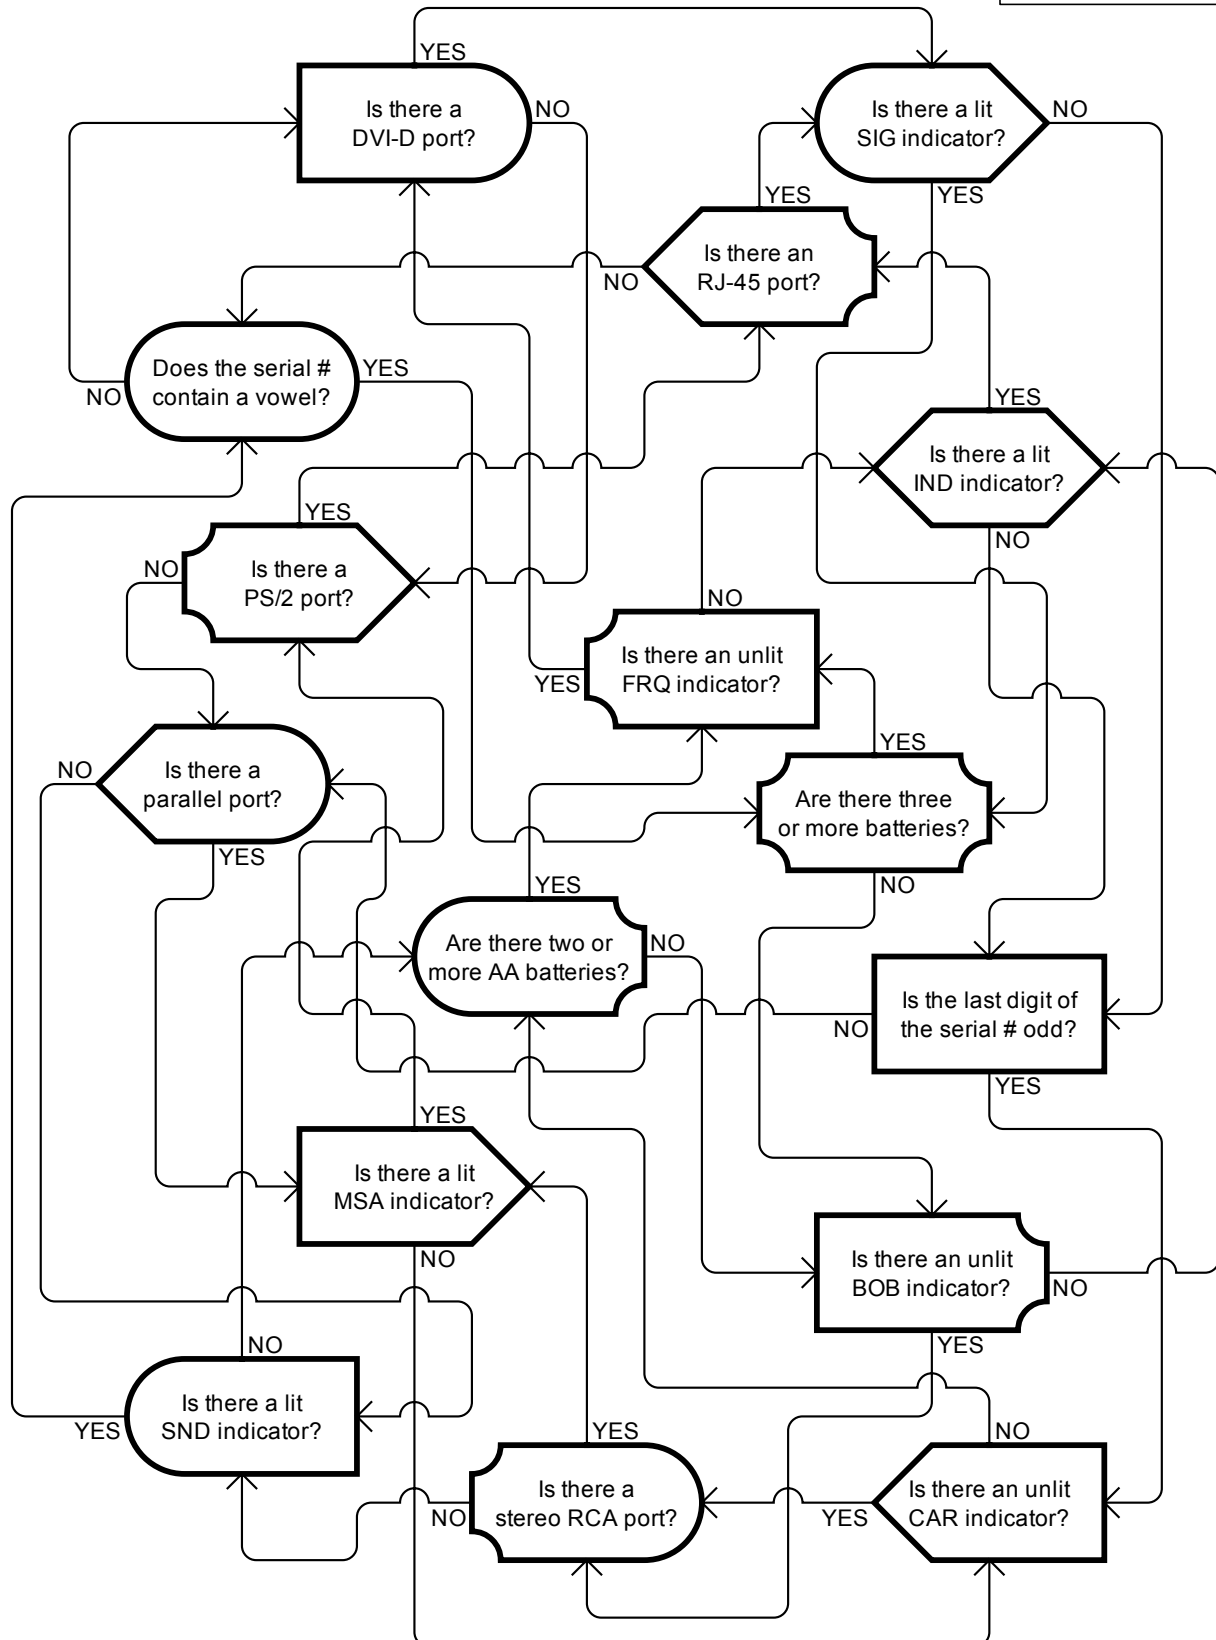 YES
Is there a
DVI-D port?
NO
Is there a lit
SIG indicator?
NO
YES
YES
Is there an
RJ-45 port?
NO
Does the serial #
contain a vowel?
YES
NO
YES
Is there a lit
IND indicator?
NO
YES
NO
Is there a
PS/2 port?
NO
Is there an unlit
FRQ indicator?
YES
NO
Is there a
parallel port?
YES
YES
Are there three
or more batteries?
NO
YES
Are there two or
more AA batteries?
NO
Is the last digit of
the serial # odd?
NO
YES
YES
Is there a lit
MSA indicator?
NO
Is there an unlit
BOB indicator?
NO
YES
NO
Is there a lit
SND indicator?
YES
YES
Is there a
stereo RCA port?
NO
NO
Is there an unlit
CAR indicator?
YES